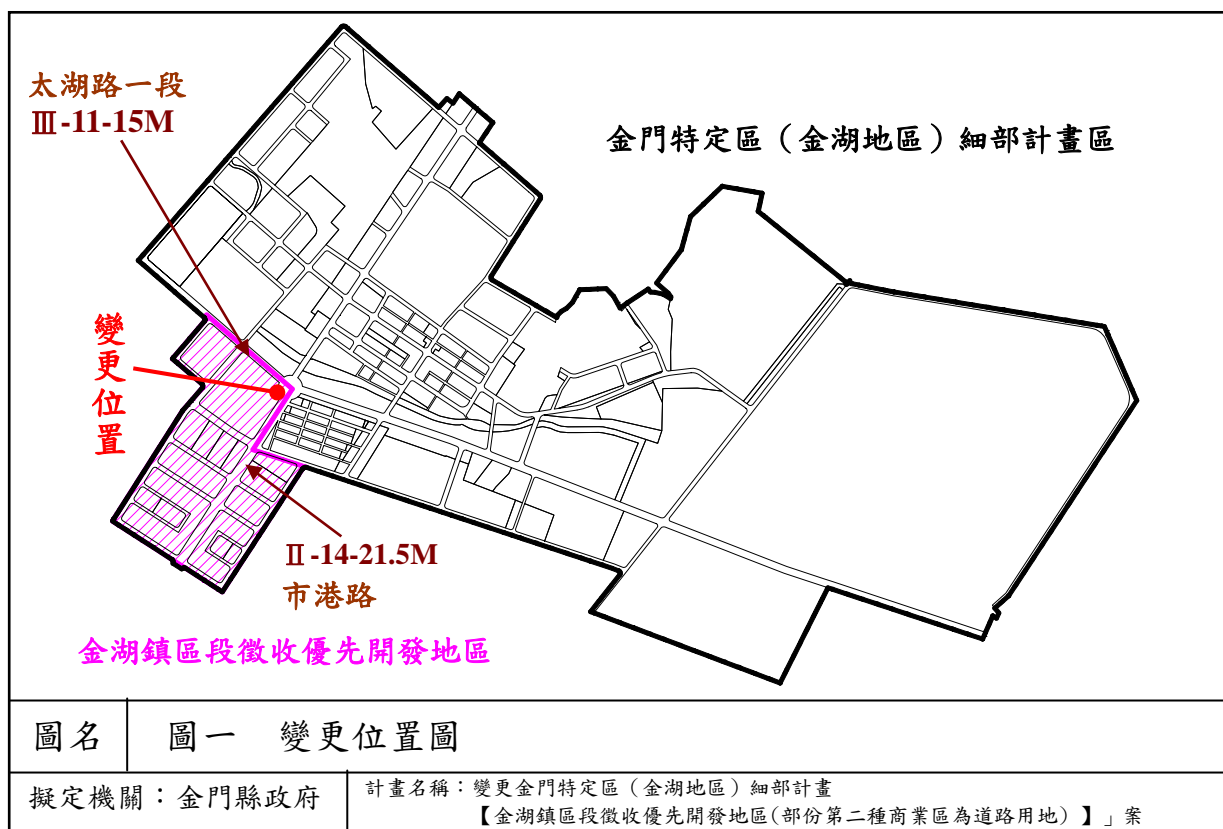 太湖路一段
Ⅲ-11-15M
金門特定區（金湖地區）細部計畫區
變更位置
Ⅱ-14-21.5M
市港路
金湖鎮區段徵收優先開發地區
圖名 圖一 變更位置圖
擬定機關：金門縣政府
計畫名稱：變更金門特定區（金湖地區）細部計畫
【金湖鎮區段徵收優先開發地區(部份第二種商業區為道路用地）】」案